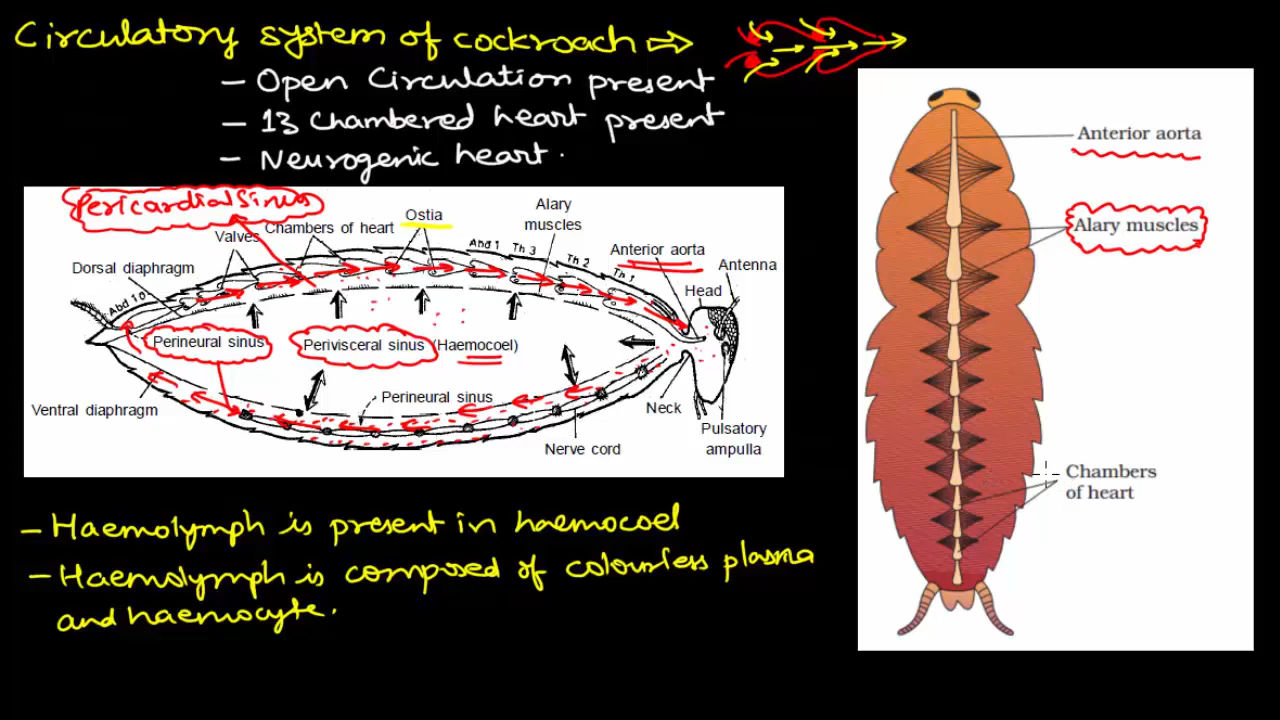 Circulatory system of cockroach ⇒
- Open Circulation present
- 13 Chambered heart present
- Neurogenic heart.
Pericardial Sinus
Valves
Chambers of heart
Ostia
Alary
muscles
Abd 1
Th 3
Th 2
Th 1
Anterior aorta
Antenna
Head
Dorsal diaphragm
Abd 10
Perineural sinus
Perivisceral sinus (Haemocoel)
Perineural sinus
Ventral diaphragm
Neck
Nerve cord
Pulsatory
ampulla
Anterior aorta
Alary muscles
Chambers
of heart
- Haemolymph is present in haemocoel
- Haemolymph is composed of colourless plasma
and haemocyte.